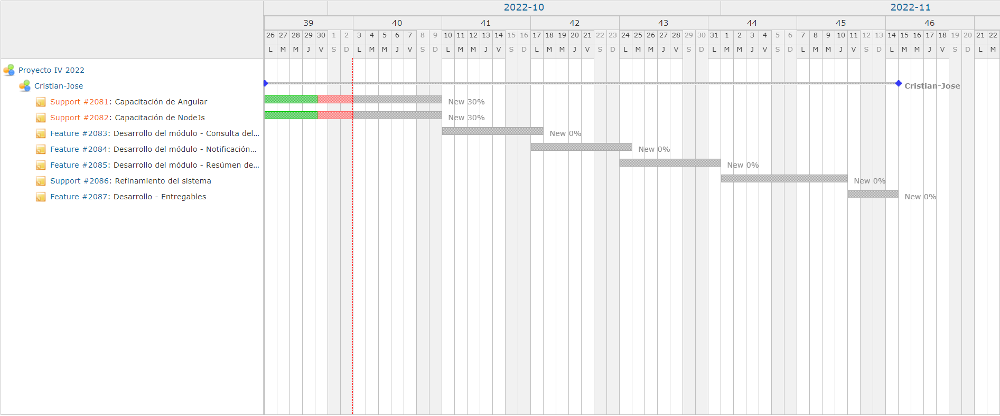 2022-10 2022-11
39 40 41 42 43 44 45 46
26 27 28 29 30 1 2 3 4 5 6 7 8 9 10 11 12 13 14 15 16 17 18 19 20 21 22 23 24 25 26 27 28 29 30 31 1 2 3 4 5 6 7 8 9 10 11 12 13 14 15 16 17 18 19 20 21 22
L M M J V S D L M M J V S D L M M J V S D L M M J V S D L M M J V S D L M M J V S D L M M J V S D L M M J V S D L M
Proyecto IV 2022
Cristian-Jose Cristian-Jose
Support #2081: Capacitación de Angular New 30%
Support #2082: Capacitación de NodeJs New 30%
Feature #2083: Desarrollo del módulo - Consulta del... New 0%
Feature #2084: Desarrollo del módulo - Notificación... New 0%
Feature #2085: Desarrollo del módulo - Resúmen de... New 0%
Support #2086: Refinamiento del sistema New 0%
Feature #2087: Desarrollo - Entregables New 0%